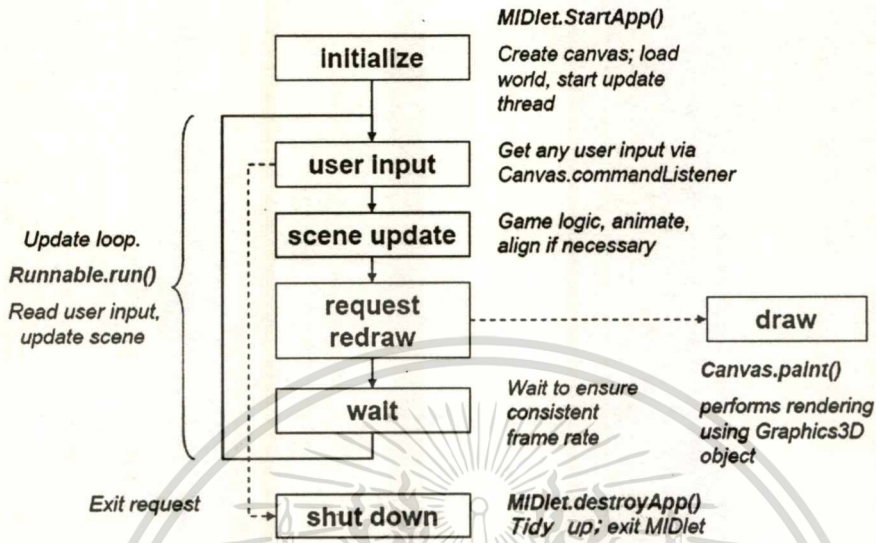 MIDlet.StartApp()
initialize
Create canvas; load
world, start update
thread
user input
Get any user input via
Canvas.commandListener
scene update
Game logic, animate,
align if necessary
Update loop.
Runnable.run()
Read user input,
update scene
request
redraw
draw
Canvas.paint()
performs rendering
using Graphics3D
object
wait
Wait to ensure
consistent
frame rate
Exit request
shut down
MIDlet.destroyApp()
Tidy up; exit MIDlet